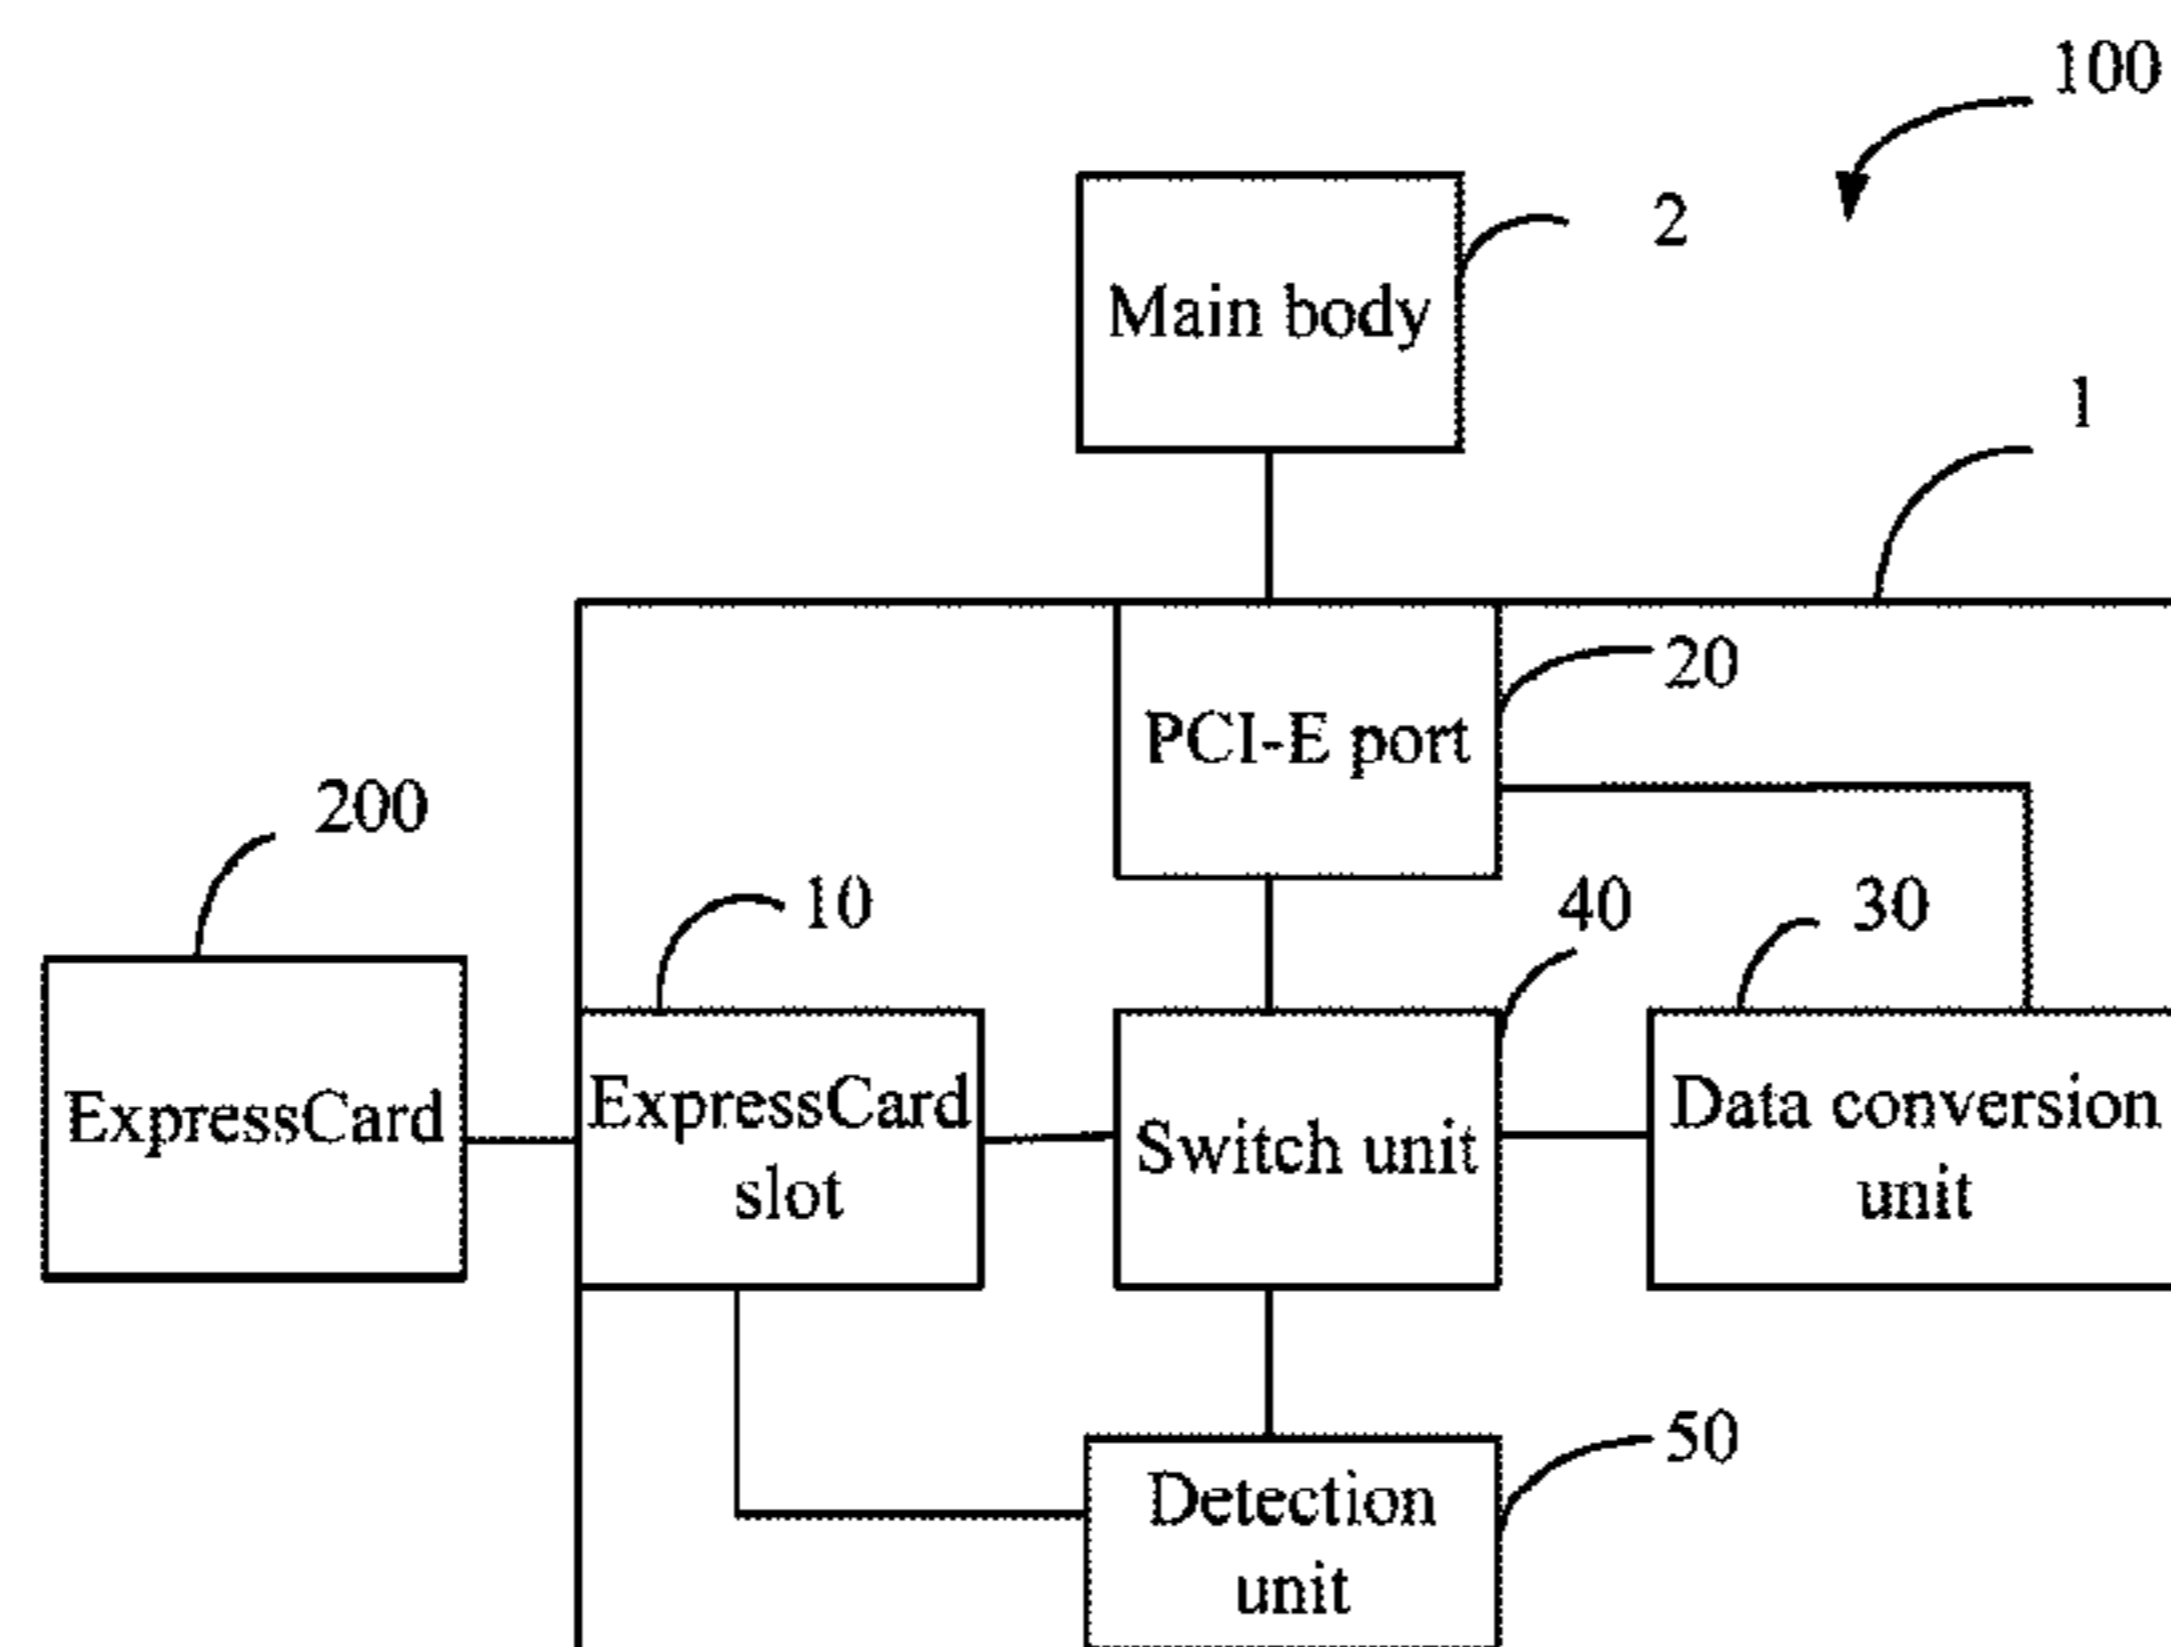 100
2
Main body
1
20
PCI-E port
200
10
40
30
ExpressCard
ExpressCard
slot
Switch unit
Data conversion
unit
50
Detection
unit